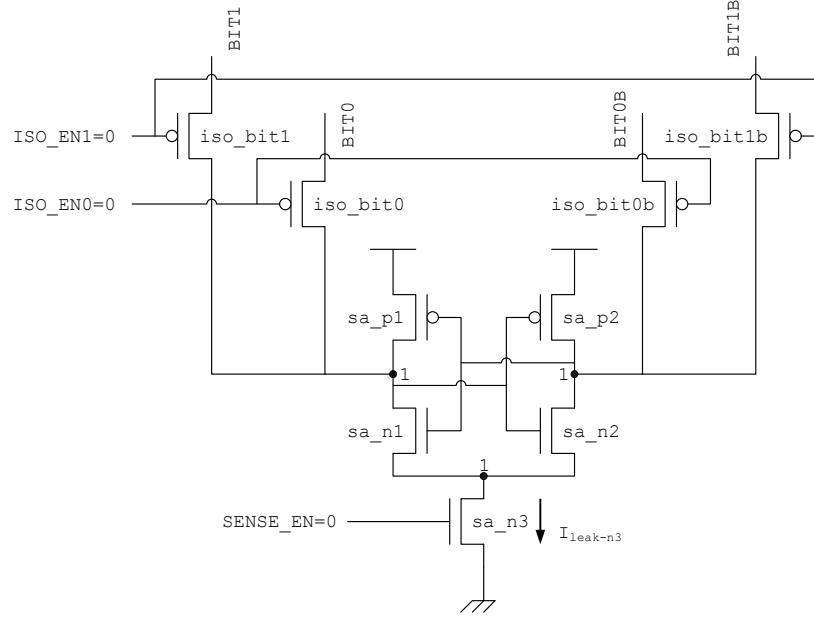 BIT1
BIT1B
ISO_EN1=0
iso_bit1
BIT0
BIT0B
iso_bit1b
ISO_EN0=0
iso_bit0
iso_bit0b
sa_p1
sa_p2
1
1
sa_n1
sa_n2
1
SENSE_EN=0
sa_n3
Ileak-n3